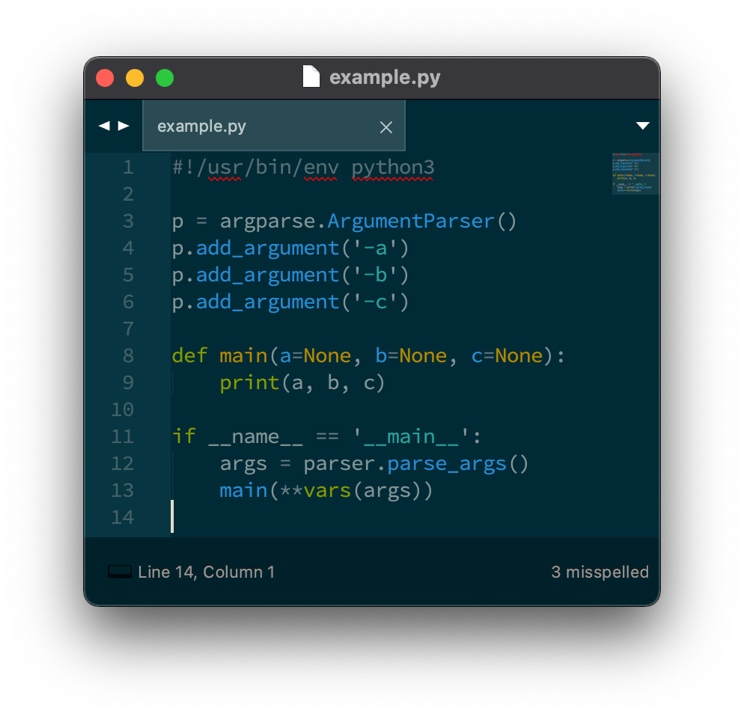 example.py
example.py
1 #!/usr/bin/env python3
2
3 p = argparse.ArgumentParser()
4 p.add_argument('-a')
5 p.add_argument('-b')
6 p.add_argument('-c')
7
8 def main(a=None, b=None, c=None):
9     print(a, b, c)
10
11 if __name__ == '__main__':
12     args = parser.parse_args()
13     main(**vars(args))
14
Line 14, Column 1 3 misspelled